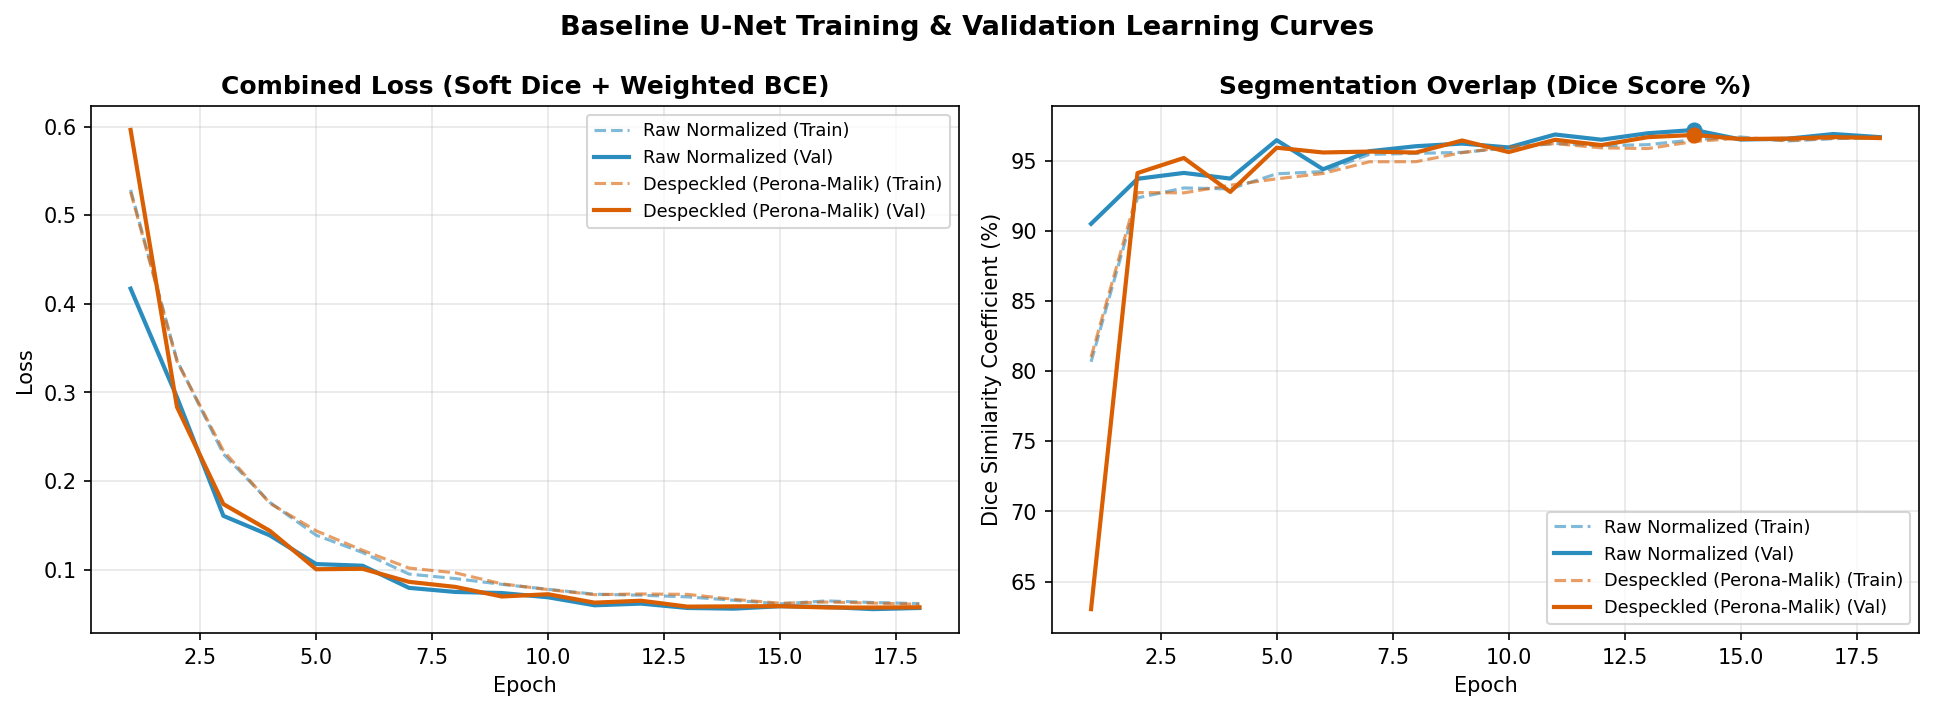 Baseline U-Net Training & Validation Learning Curves
Combined Loss (Soft Dice + Weighted BCE)
Loss
0.6
0.5
0.4
0.3
0.2
0.1
Raw Normalized (Train)
Raw Normalized (Val)
Despeckled (Perona-Malik) (Train)
Despeckled (Perona-Malik) (Val)
2.5 5.0 7.5 10.0 12.5 15.0 17.5
Epoch
Segmentation Overlap (Dice Score %)
Dice Similarity Coefficient (%)
95
90
85
80
75
70
65
Raw Normalized (Train)
Raw Normalized (Val)
Despeckled (Perona-Malik) (Train)
Despeckled (Perona-Malik) (Val)
2.5 5.0 7.5 10.0 12.5 15.0 17.5
Epoch